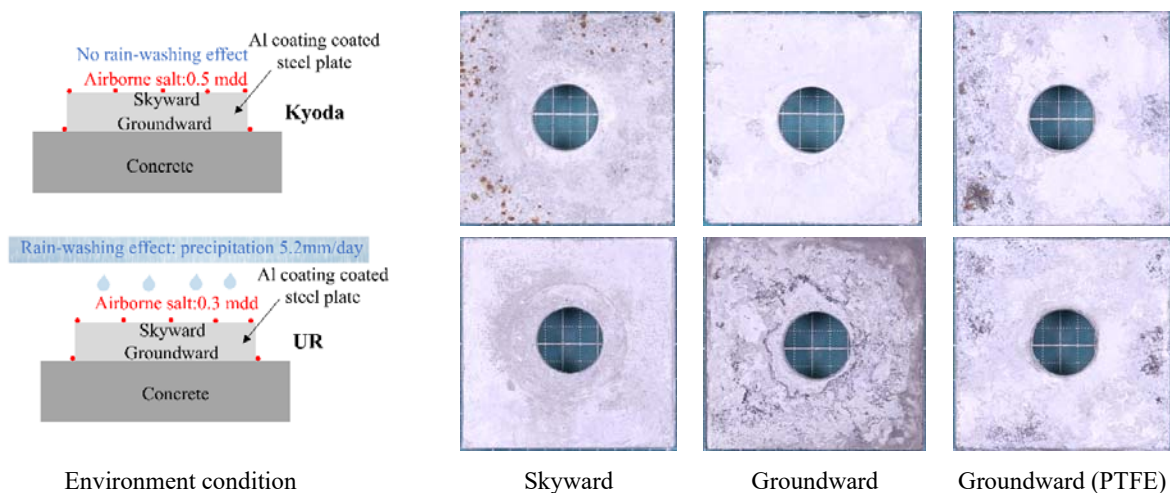 No rain-washing effect
Al coating coated
steel plate
Airborne salt:0.5 mdd
Skyward
Groundward
Kyoda
Concrete
Rain-washing effect: precipitation 5.2mm/day
Al coating coated
steel plate
Airborne salt:0.3 mdd
Skyward
Groundward
UR
Concrete
Environment condition
Skyward
Groundward
Groundward (PTFE)